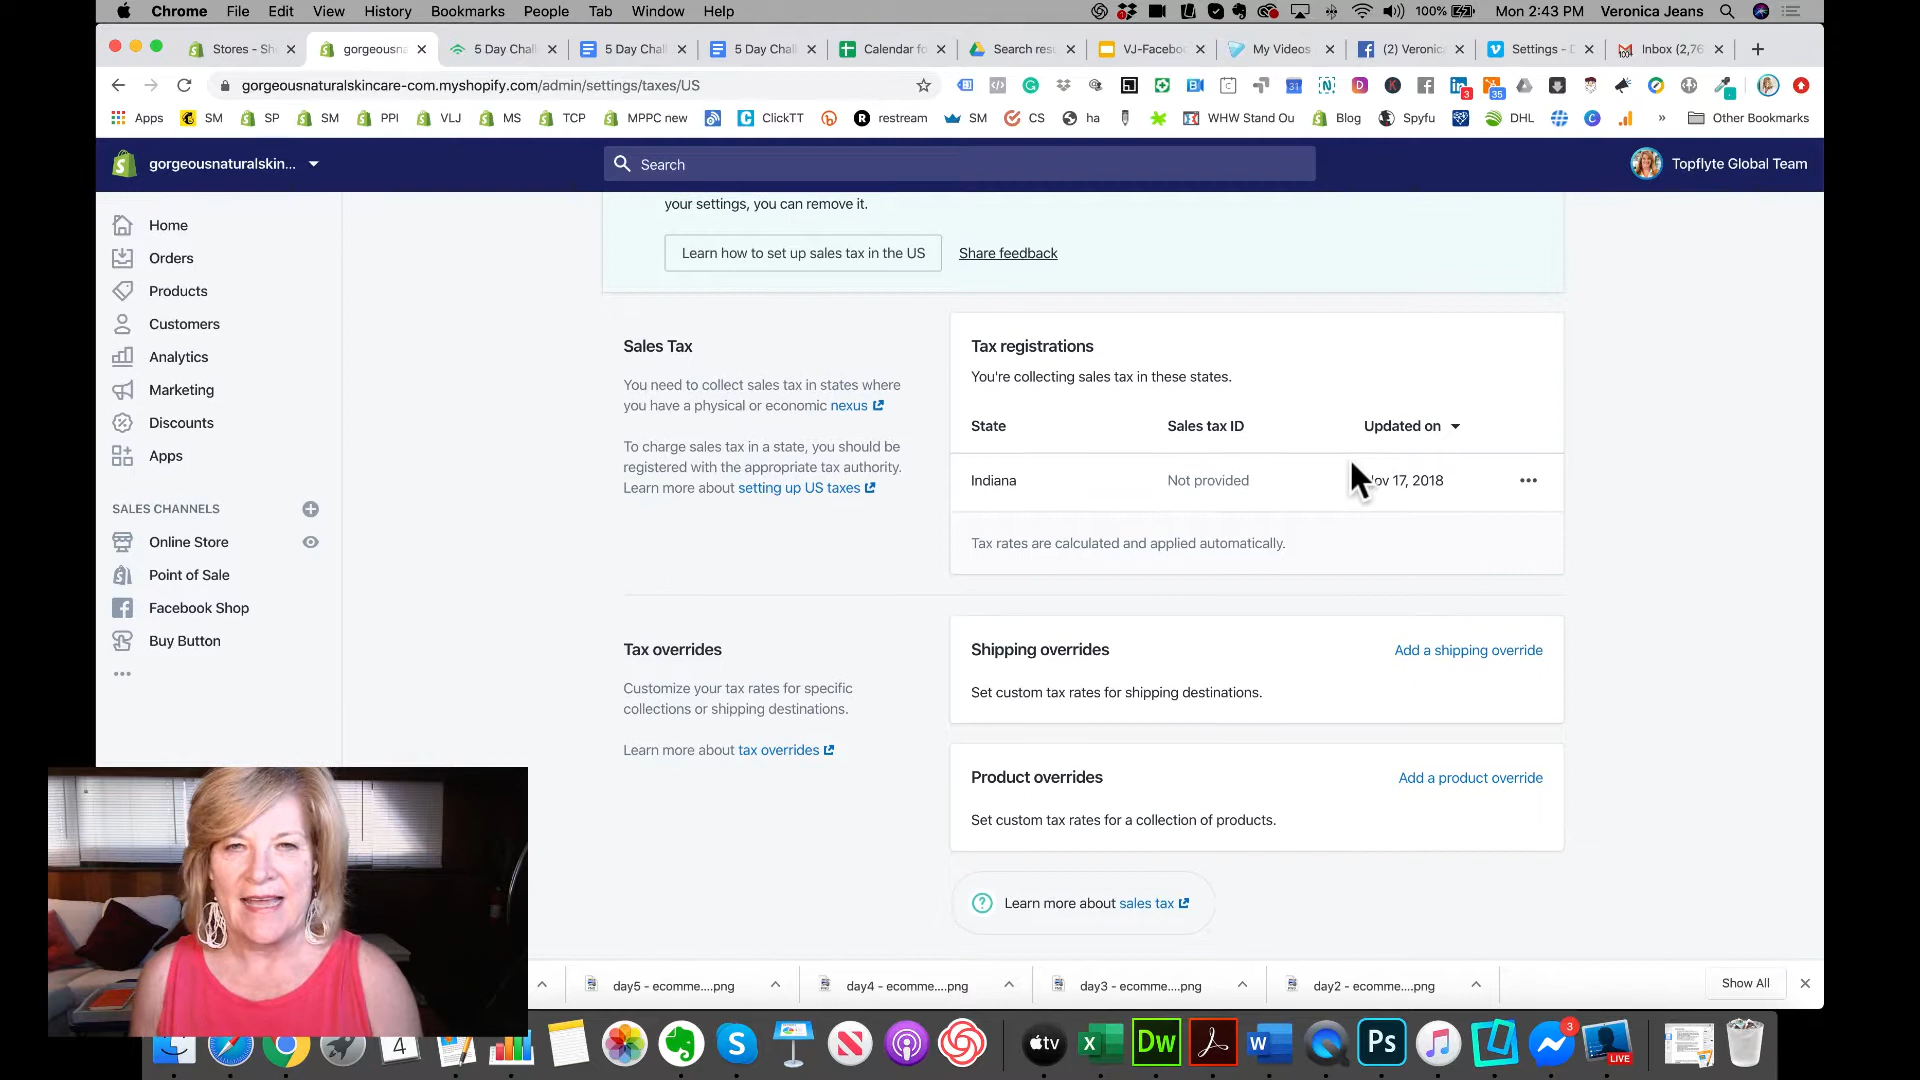 Chrome File Edit View History Bookmarks People Tab Window Help 100% Mon 2:43 PM Veronica Jeans
Stores - Sh gorgeousna 5 Day Chall 5 Day Chall 5 Day Chall Calendar fo Search resu VJ-Facebo My Videos (2) Veronic Settings - D Inbox (2,76
gorgeousnaturalskincare-com.myshopify.com/admin/settings/taxes/US
Apps SM SP SM PPI VLJ MS TCP MPPC new ClickTT restream SM CS ha WHW Stand Ou Blog Spyfu DHL » Other Bookmarks
gorgeousnaturalskin... Search Topflyte Global Team
Home
Orders
Products
Customers
Analytics
Marketing
Discounts
Apps
SALES CHANNELS
Online Store
Point of Sale
Facebook Shop
Buy Button
your settings, you can remove it.
Learn how to set up sales tax in the US Share feedback
Sales Tax
You need to collect sales tax in states where
you have a physical or economic nexus
To charge sales tax in a state, you should be
registered with the appropriate tax authority.
Learn more about setting up US taxes
Tax registrations
You're collecting sales tax in these states.
State Sales tax ID Updated on
Indiana Not provided 17, 2018
Tax rates are calculated and applied automatically.
Tax overrides
Customize your tax rates for specific
collections or shipping destinations.
Learn more about tax overrides
Shipping overrides Add a shipping override
Set custom tax rates for shipping destinations.
Product overrides Add a product override
Set custom tax rates for a collection of products.
Learn more about sales tax
day5 - ecomme....png day4 - ecomme....png day3 - ecomme....png day2 - ecomme....png Show All
4 tv X Dw W Ps 3 LIVE